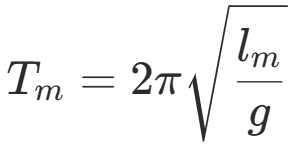 T_m = 2π√(l_m/g)